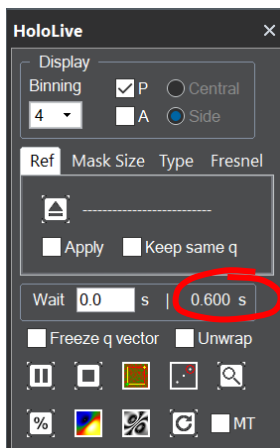 HoloLive ×
Display
Binning P Central
4 A Side
Ref Mask Size Type Fresnel
--------------------------
Apply Keep same q
Wait 0.0 s | 0.600 s
Freeze q vector Unwrap
%
% C MT